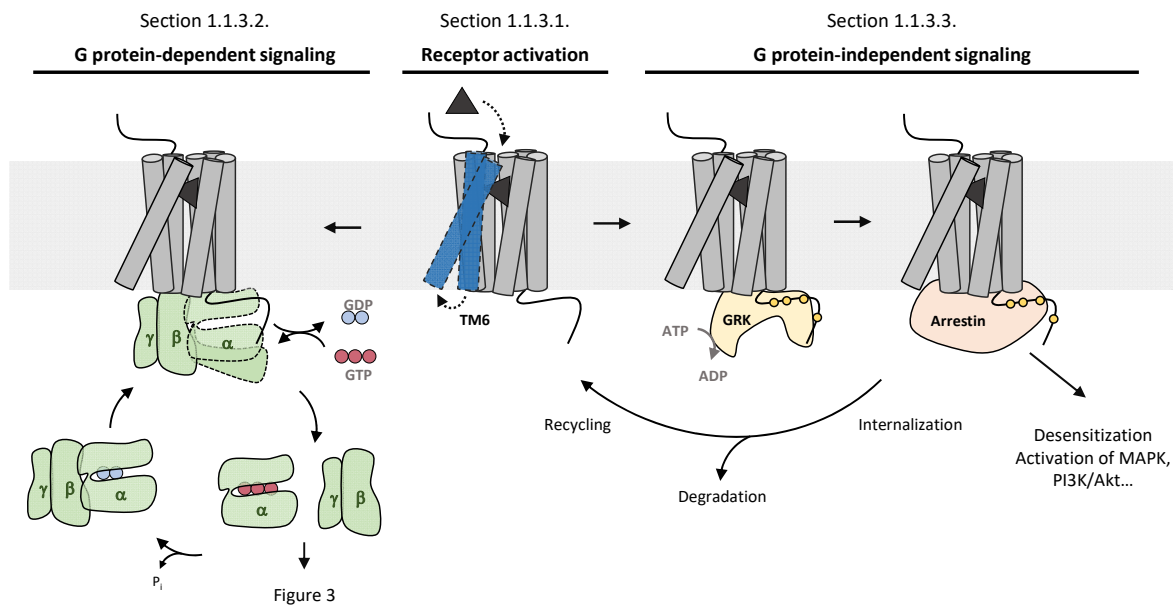 Section 1.1.3.2.
G protein-dependent signaling
Section 1.1.3.1.
Receptor activation
Section 1.1.3.3.
G protein-independent signaling
GDP
GTP
γ
β
α
TM6
ATP
ADP
GRK
Arrestin
Recycling
Internalization
Degradation
Desensitization
Activation of MAPK,
PI3K/Akt...
γ
β
α
α
γ
β
Pi
Figure 3